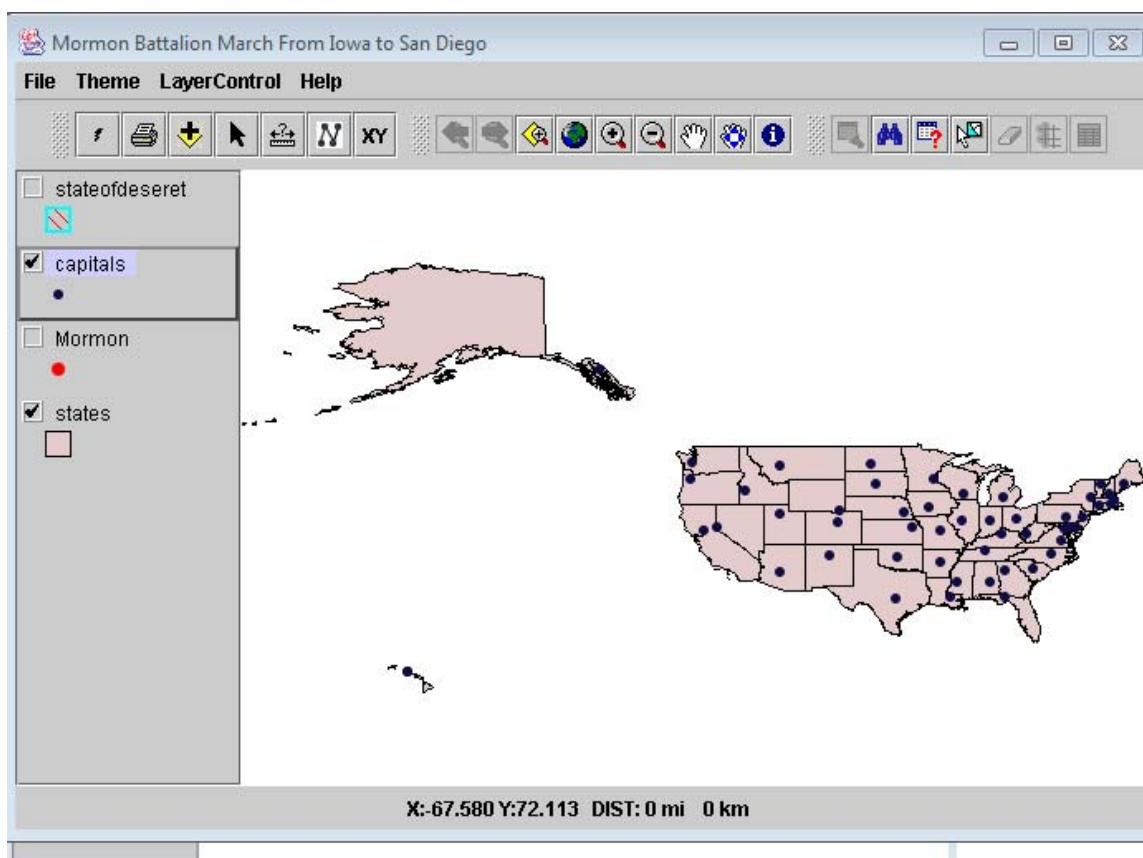 Mormon Battalion March From Iowa to San Diego
File Theme LayerControl Help
N XY
stateofdeseret
capitals
Mormon
states
X:-67.580 Y:72.113 DIST: 0 mi 0 km